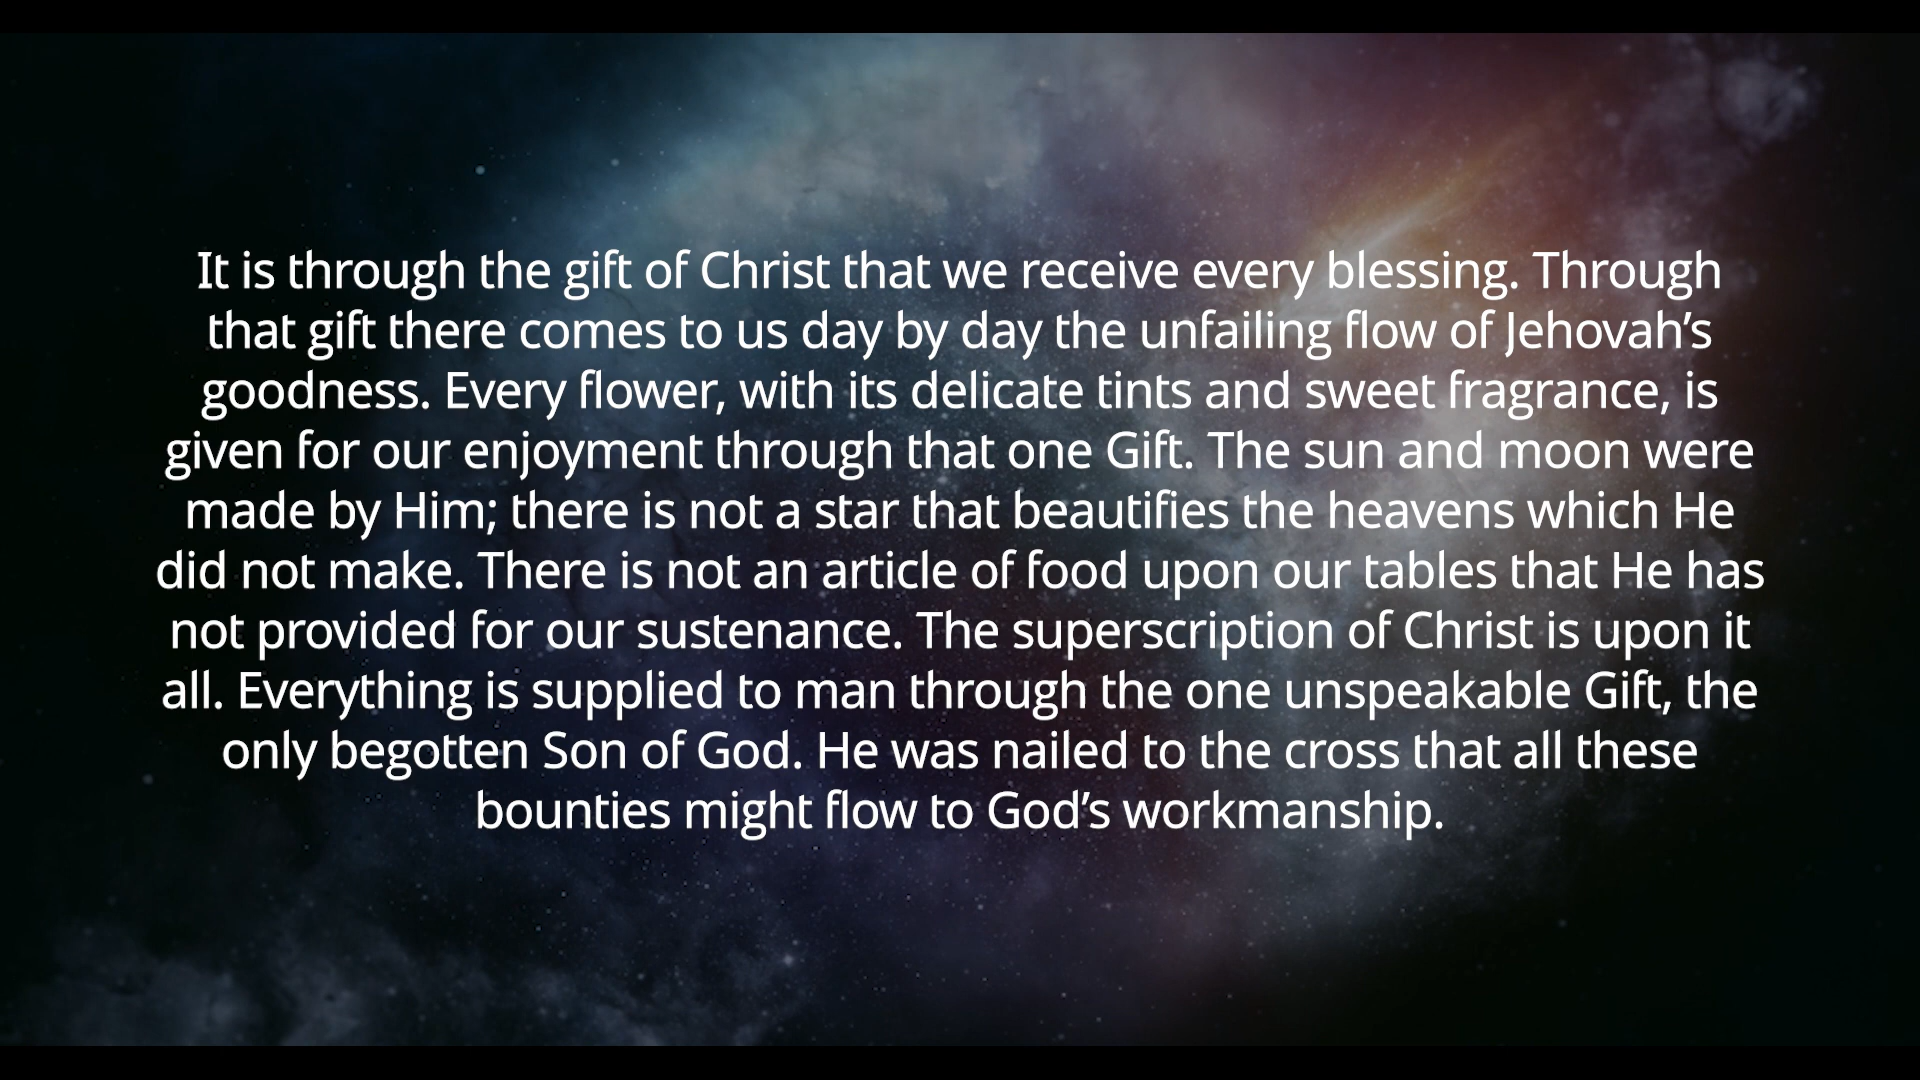 It is through the gift of Christ that we receive every blessing. Through
that gift there comes to us day by day the unfailing flow of Jehovah’s
goodness. Every flower, with its delicate tints and sweet fragrance, is
given for our enjoyment through that one Gift. The sun and moon were
made by Him; there is not a star that beautifies the heavens which He
did not make. There is not an article of food upon our tables that He has
not provided for our sustenance. The superscription of Christ is upon it
all. Everything is supplied to man through the one unspeakable Gift, the
only begotten Son of God. He was nailed to the cross that all these
bounties might flow to God’s workmanship.